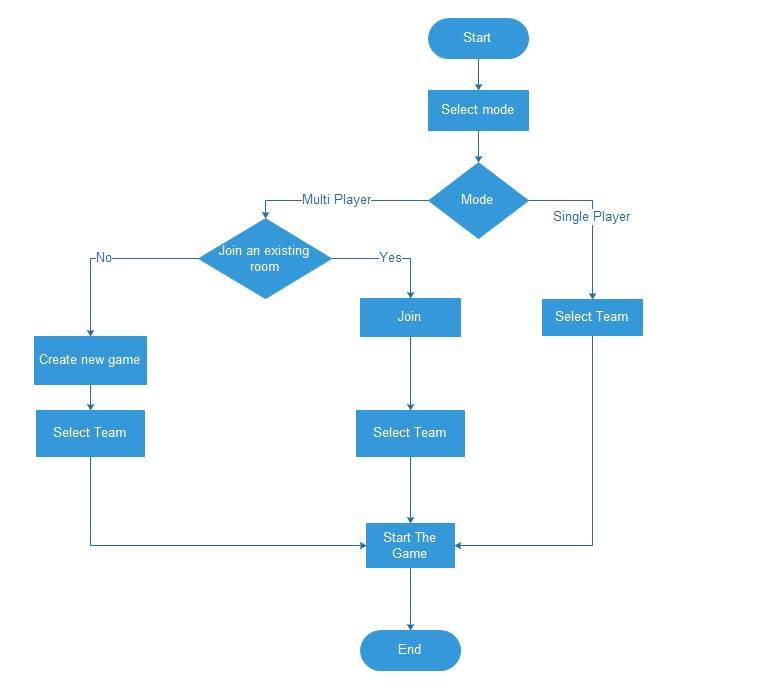 Start
Select mode
Mode
Multi Player
Single Player
Join an existing
room
No
Yes
Join
Select Team
Create new game
Select Team
Select Team
Start The
Game
End